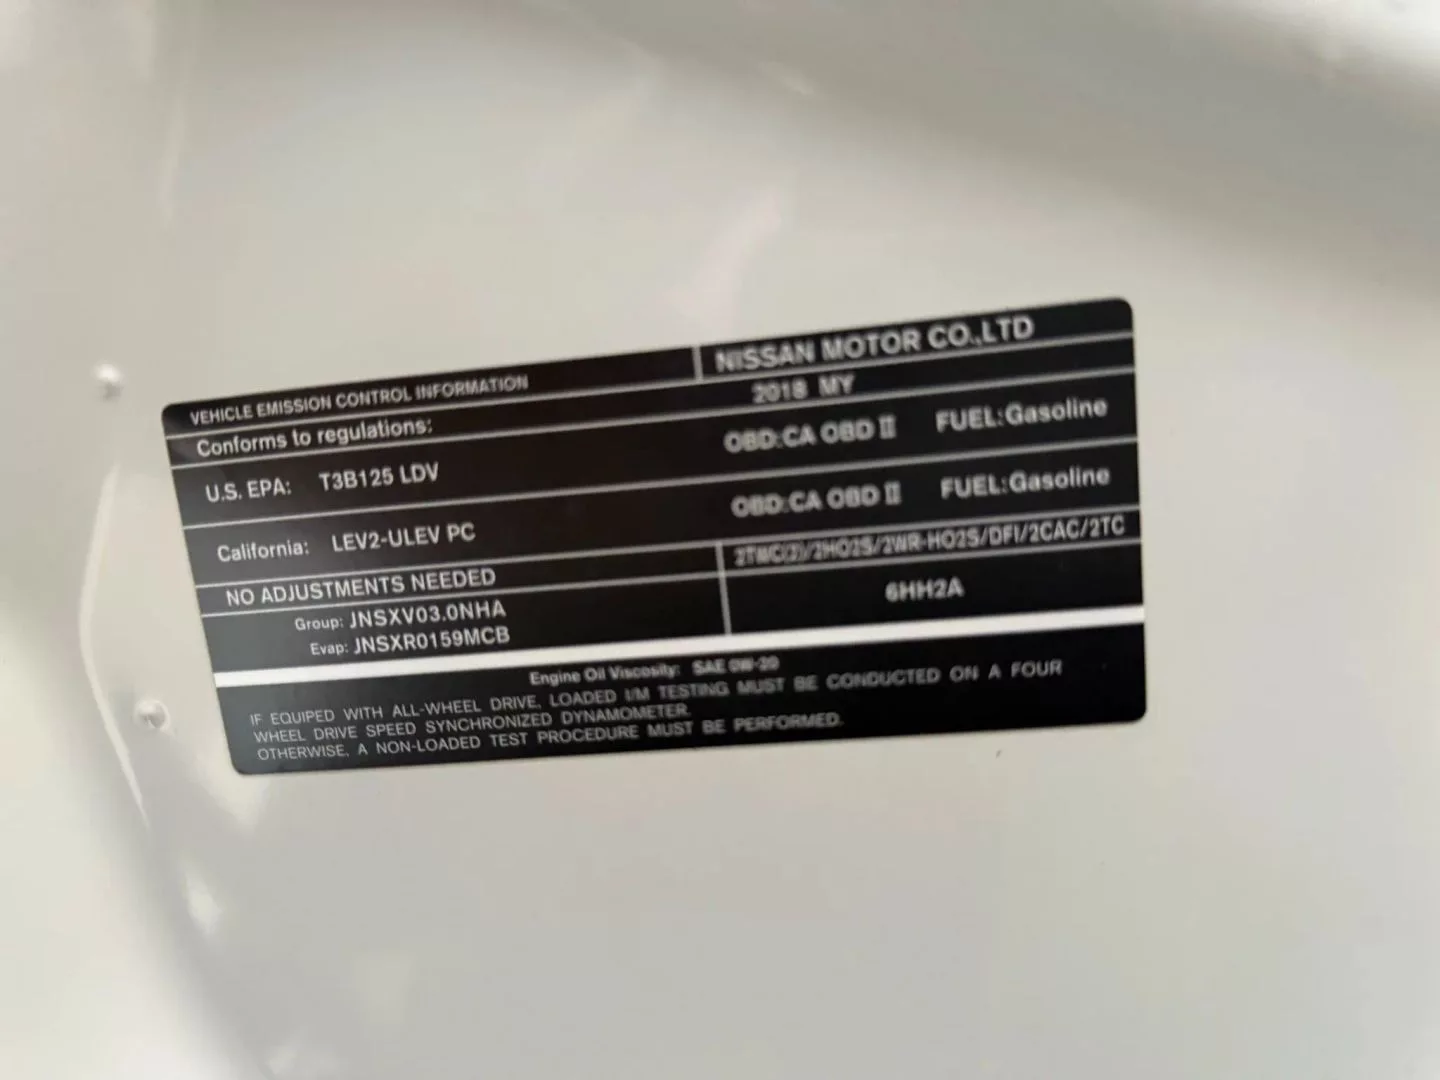 VEHICLE EMISSION CONTROL INFORMATION NISSAN MOTOR CO.,LTD
Conforms to regulations: 2018 MY
U.S. EPA: T3B125 LDV OBD:CA OBD II FUEL:Gasoline
California: LEV2-ULEV PC OBD:CA OBD II FUEL:Gasoline
NO ADJUSTMENTS NEEDED 2TWC(2)/2HO2S/2WR-HO2S/DFI/2CAC/2TC
Group: JNSXV03.0NHA 6HH2A
Evap: JNSXR0159MCB
Engine Oil Viscosity: SAE 0W-20
IF EQUIPED WITH ALL-WHEEL DRIVE, LOADED I/M TESTING MUST BE CONDUCTED ON A FOUR
WHEEL DRIVE SPEED SYNCHRONIZED DYNAMOMETER.
OTHERWISE, A NON-LOADED TEST PROCEDURE MUST BE PERFORMED.